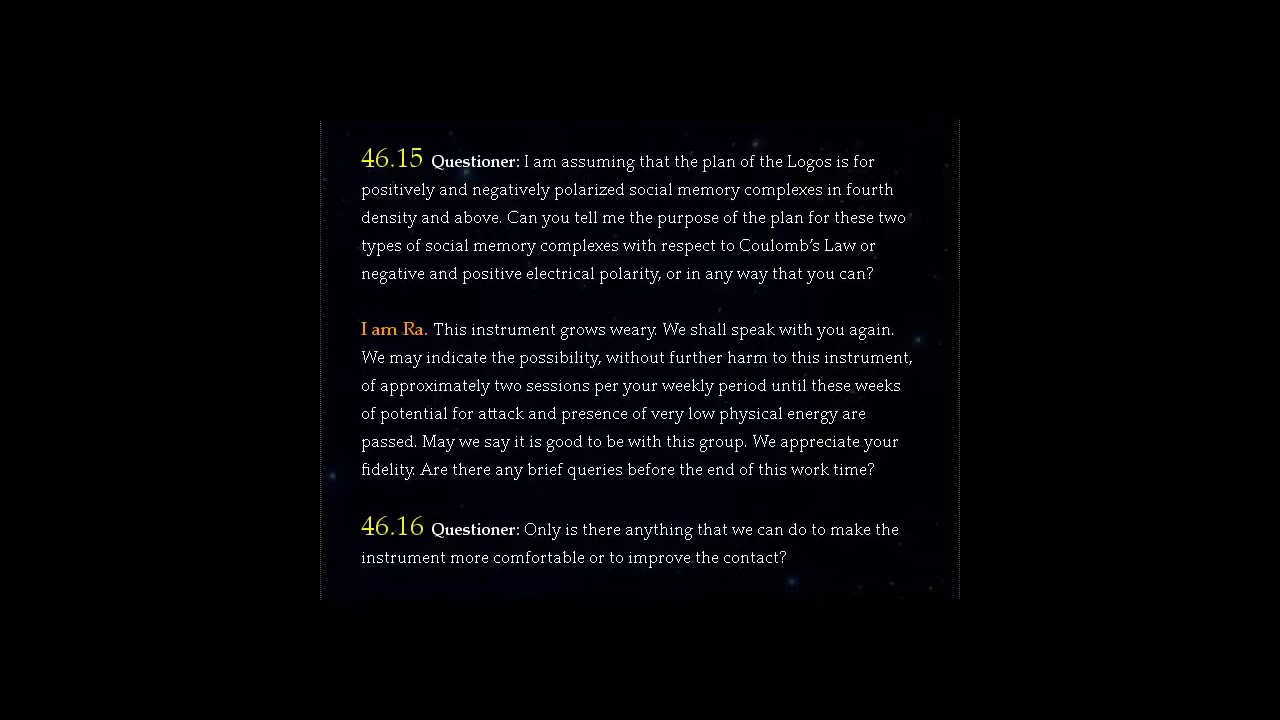 46.15 Questioner: I am assuming that the plan of the Logos is for
positively and negatively polarized social memory complexes in fourth
density and above. Can you tell me the purpose of the plan for these two
types of social memory complexes with respect to Coulomb’s Law or
negative and positive electrical polarity, or in any way that you can?
I am Ra. This instrument grows weary. We shall speak with you again.
We may indicate the possibility, without further harm to this instrument,
of approximately two sessions per your weekly period until these weeks
of potential for attack and presence of very low physical energy are
passed. May we say it is good to be with this group. We appreciate your
fidelity. Are there any brief queries before the end of this work time?
46.16 Questioner: Only is there anything that we can do to make the
instrument more comfortable or to improve the contact?